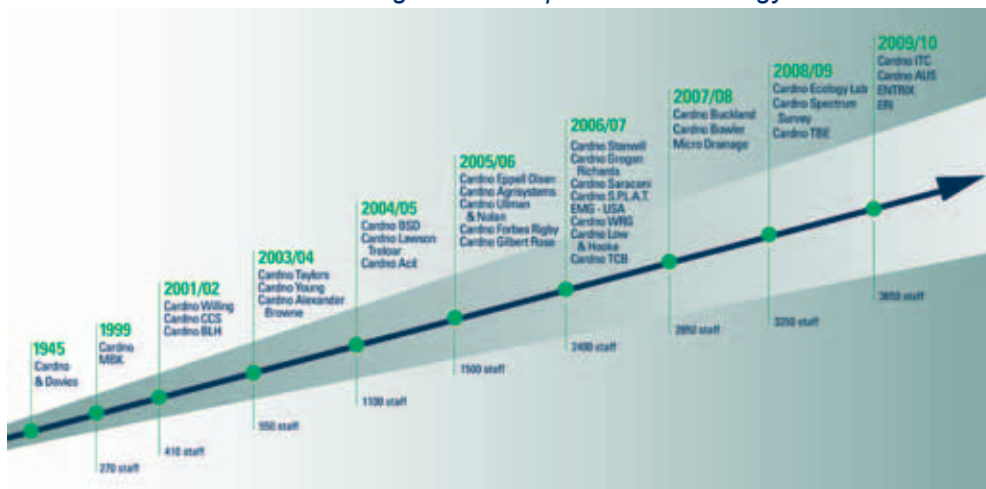 1945
Cardno
& Davies
1999
Cardno
MBK
270 staff
2001/02
Cardno Willing
Cardno CCS
Cardno BLH
410 staff
2003/04
Cardno Taylors
Cardno Young
Cardno Alexander
Browne
550 staff
2004/05
Cardno BSD
Cardno Lawson
Treloar
Cardno Acil
1100 staff
2005/06
Cardno Eppell Olsen
Cardno Agrisystems
Cardno Ullman
& Nolan
Cardno Forbes Rigby
Cardno Gilbert Rose
1500 staff
2006/07
Cardno Stanwill
Cardno Grogan
Richards
Cardno Saraconi
Cardno S.P.L.A.T.
EMG - USA
Cardno WRG
Cardno Low
& Hooke
Cardno TCB
2400 staff
2007/08
Cardno Buckland
Cardno Bowler
Micro Drainage
2850 staff
2008/09
Cardno Ecology Lab
Cardno Spectrum
Survey
Cardno TBE
3250 staff
2009/10
Cardno ITC
Cardno AUS
ENTRIX
ERI
staff